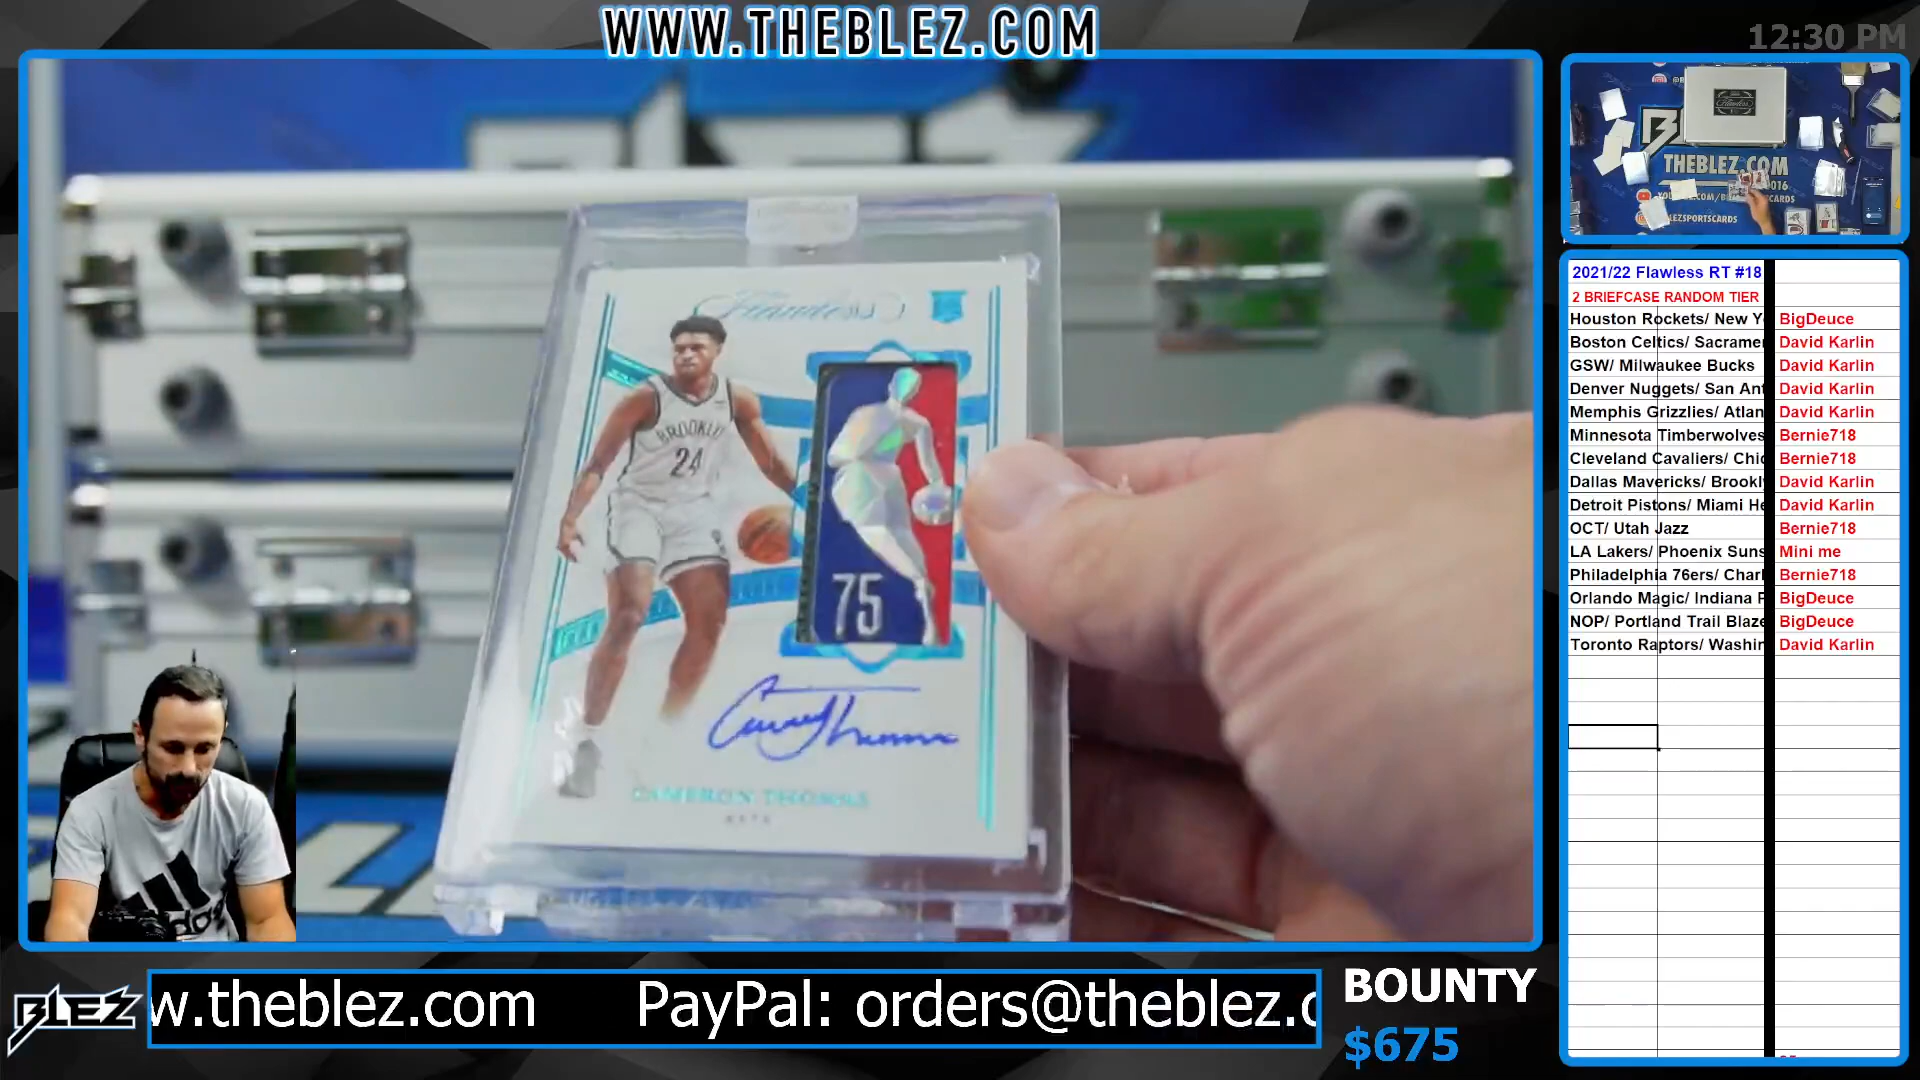 WWW.THEBLEZ.COM
12:30 PM
Flawless
BROOKLYN
24
75
CAMERON THOMAS
THEBLEZ.COM
2021/22 Flawless RT #18
2 BRIEFCASE RANDOM TIER
Houston Rockets/ New Y BigDeuce
Boston Celtics/ Sacramen David Karlin
GSW/ Milwaukee Bucks David Karlin
Denver Nuggets/ San Ant David Karlin
Memphis Grizzlies/ Atlan David Karlin
Minnesota Timberwolves Bernie718
Cleveland Cavaliers/ Chic Bernie718
Dallas Mavericks/ Brookly David Karlin
Detroit Pistons/ Miami He David Karlin
OCT/ Utah Jazz Bernie718
LA Lakers/ Phoenix Suns Mini me
Philadelphia 76ers/ Charl Bernie718
Orlando Magic/ Indiana P BigDeuce
NOP/ Portland Trail Blaze BigDeuce
Toronto Raptors/ Washin David Karlin
adidas
BLEZ
w.theblez.com PayPal: orders@theblez.c
BOUNTY
$675